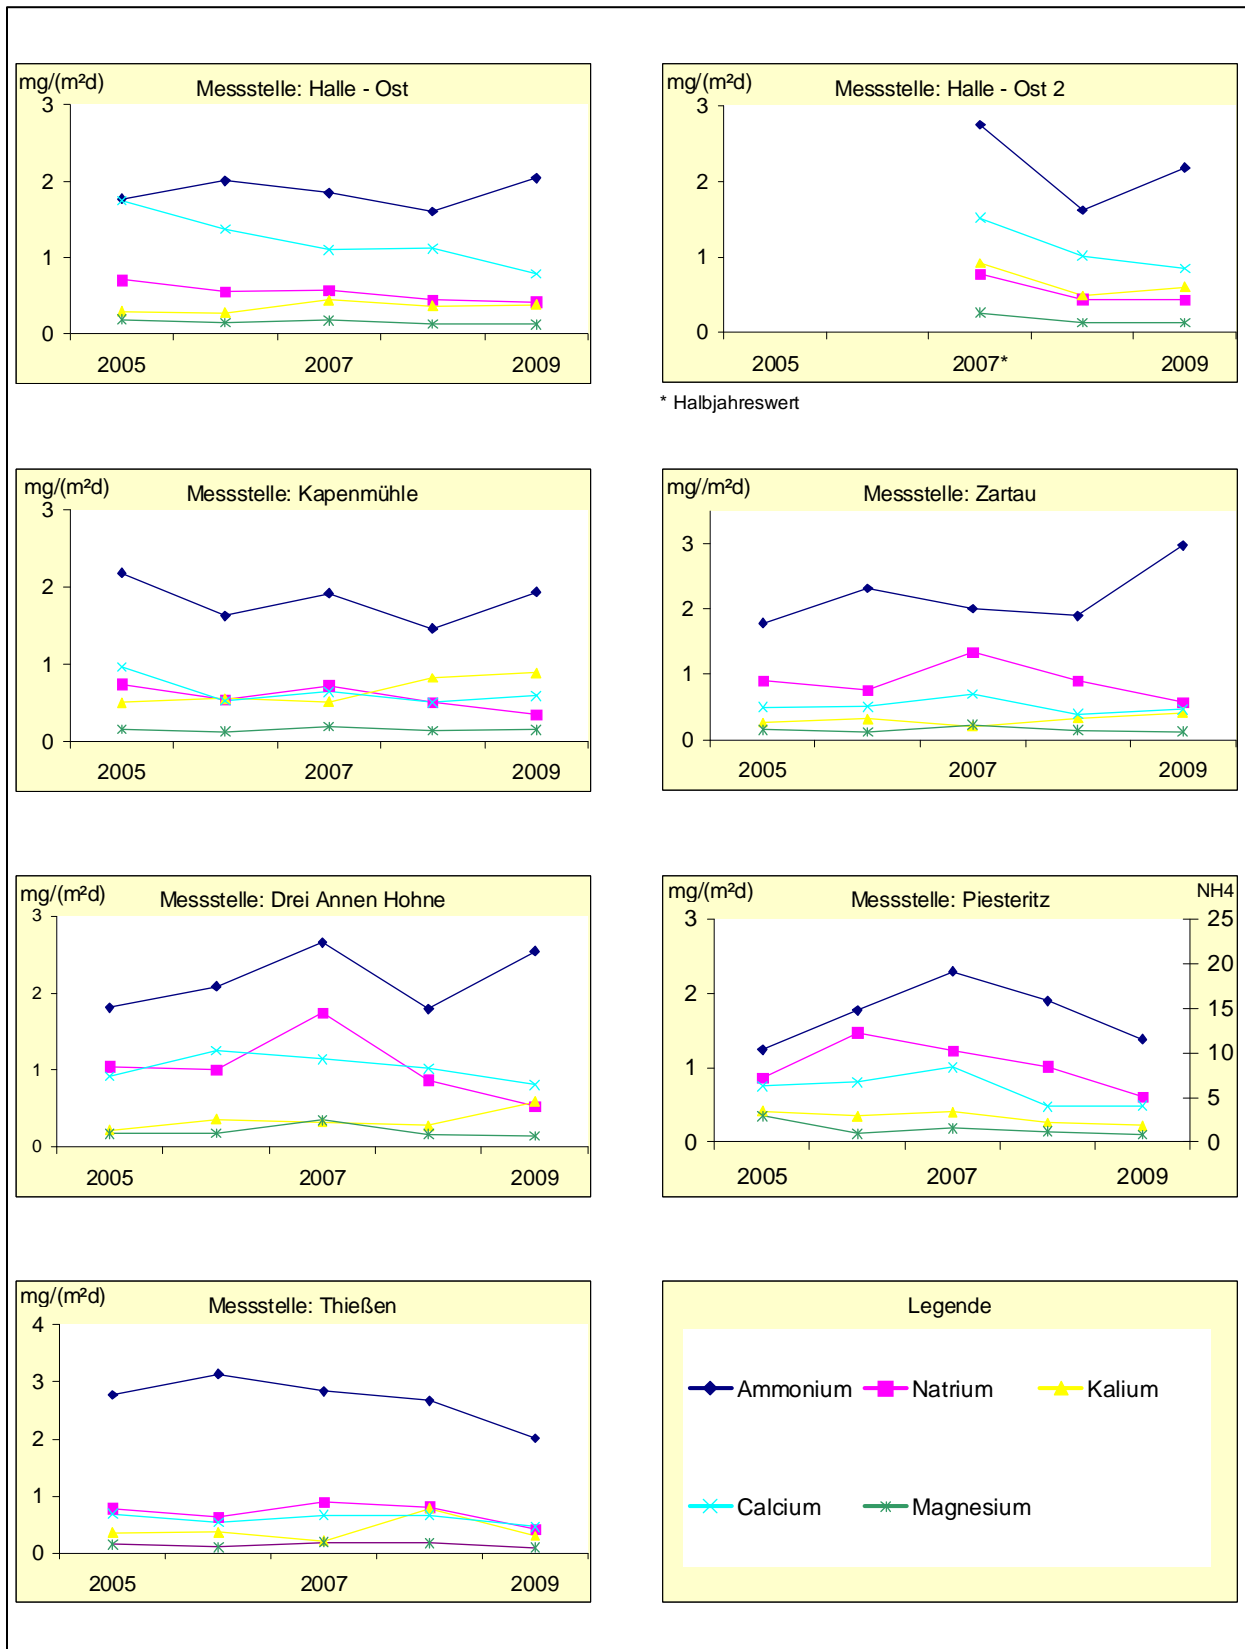 mg/(m²d)
Messstelle: Halle - Ost
3
2
1
0
2005 2007 2009
mg/(m²d)
Messstelle: Halle - Ost 2
3
2
1
0
2005 2007* 2009
* Halbjahreswert
mg/(m²d)
Messstelle: Kapenmühle
3
2
1
0
2005 2007 2009
mg//m²d)
Messstelle: Zartau
3
2
1
0
2005 2007 2009
mg/(m²d)
Messstelle: Drei Annen Hohne
3
2
1
0
2005 2007 2009
mg/(m²d)
Messstelle: Piesteritz
NH4
3
2
1
0
25
20
15
10
5
0
2005 2007 2009
mg/(m²d)
Messstelle: Thießen
4
3
2
1
0
2005 2007 2009
Legende
Ammonium Natrium Kalium
Calcium Magnesium